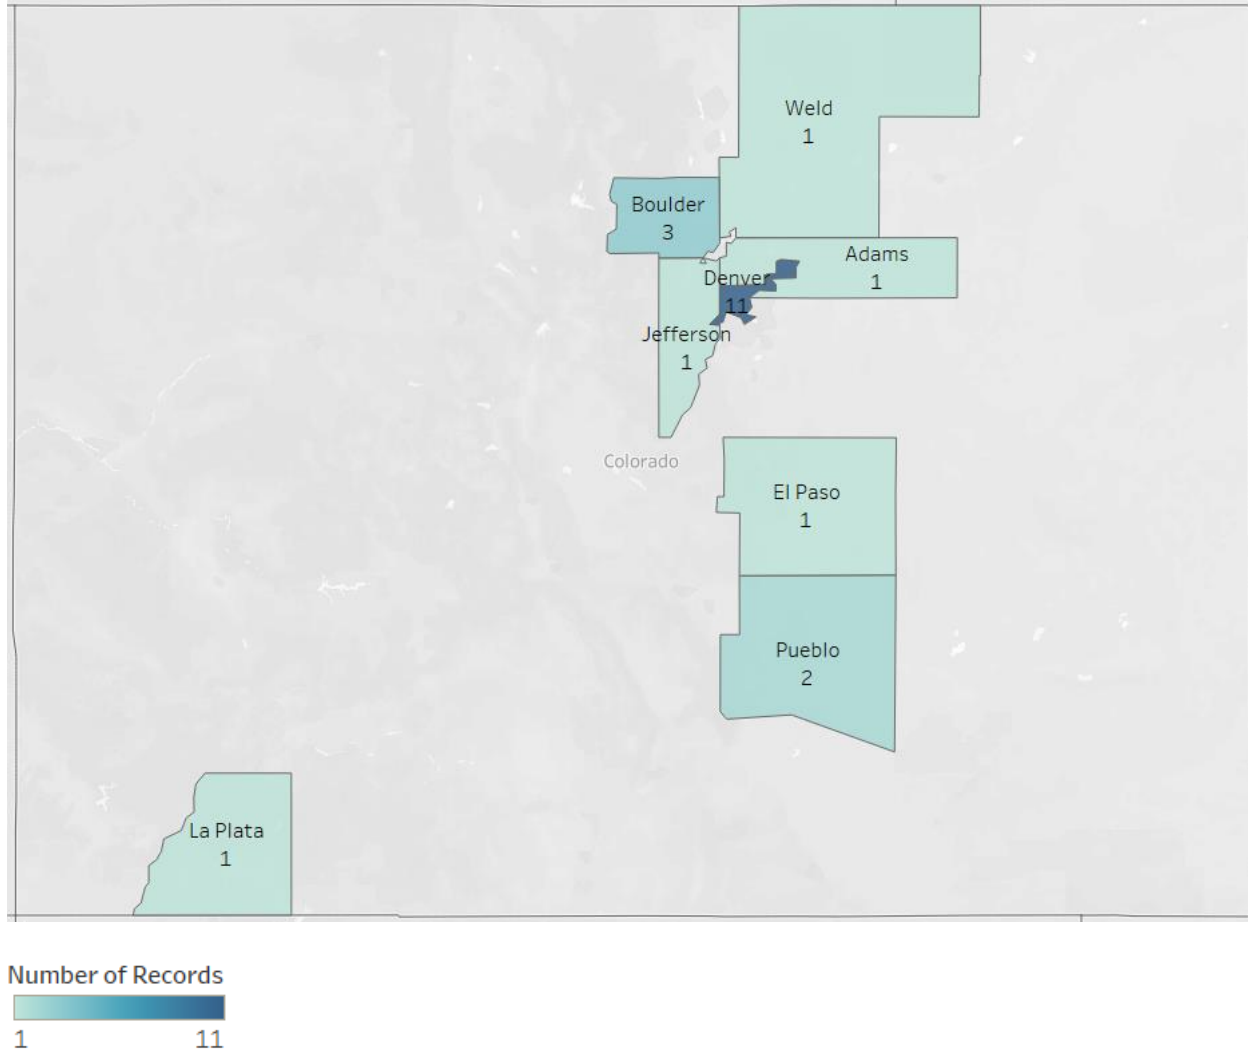 Weld
1
Boulder
3
Adams
1
Denver
11
Jefferson
1
Colorado
El Paso
1
Pueblo
2
La Plata
1
Number of Records
1 11